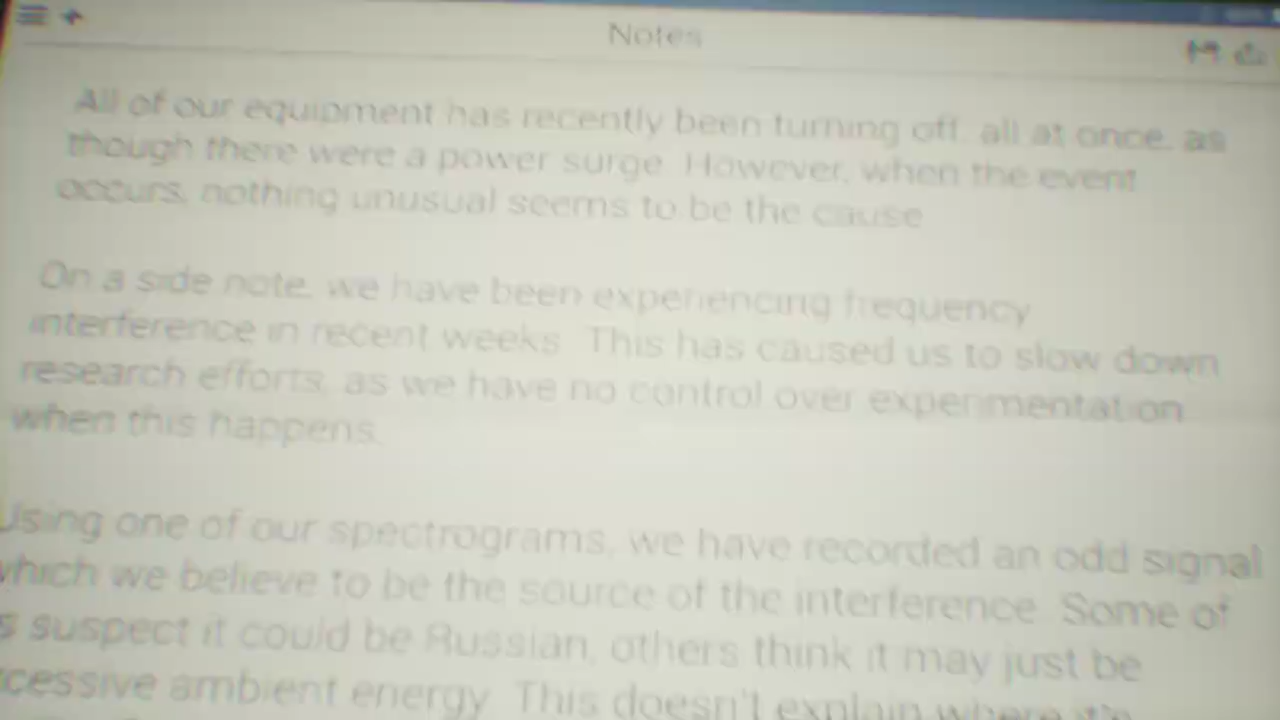 Notes
All of our equipment has recently been turning off, all at once, as
though there were a power surge. However, when the event
occurs, nothing unusual seems to be the cause
On a side note, we have been experiencing frequency
interference in recent weeks. This has caused us to slow down
research efforts, as we have no control over experimentation
when this happens.
Using one of our spectrograms, we have recorded an odd signal
which we believe to be the source of the interference. Some of
s suspect it could be Russian, others think it may just be
cessive ambient energy. This doesn't explain where it's